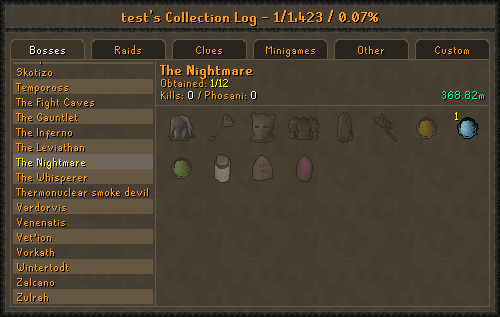 test's Collection Log - 1/1,423 / 0.07%
Bosses Raids Clues Minigames Other Custom
Skotizo
Tempoross
The Fight Caves
The Gauntlet
The Inferno
The Leviathan
The Nightmare
The Whisperer
Thermonuclear smoke devil
Vardorvis
Venenatis
Vet'ion
Vorkath
Wintertodt
Zalcano
Zulrah
The Nightmare
Obtained: 1/12
Kills: 0 / Phosani: 0
368.82m
1